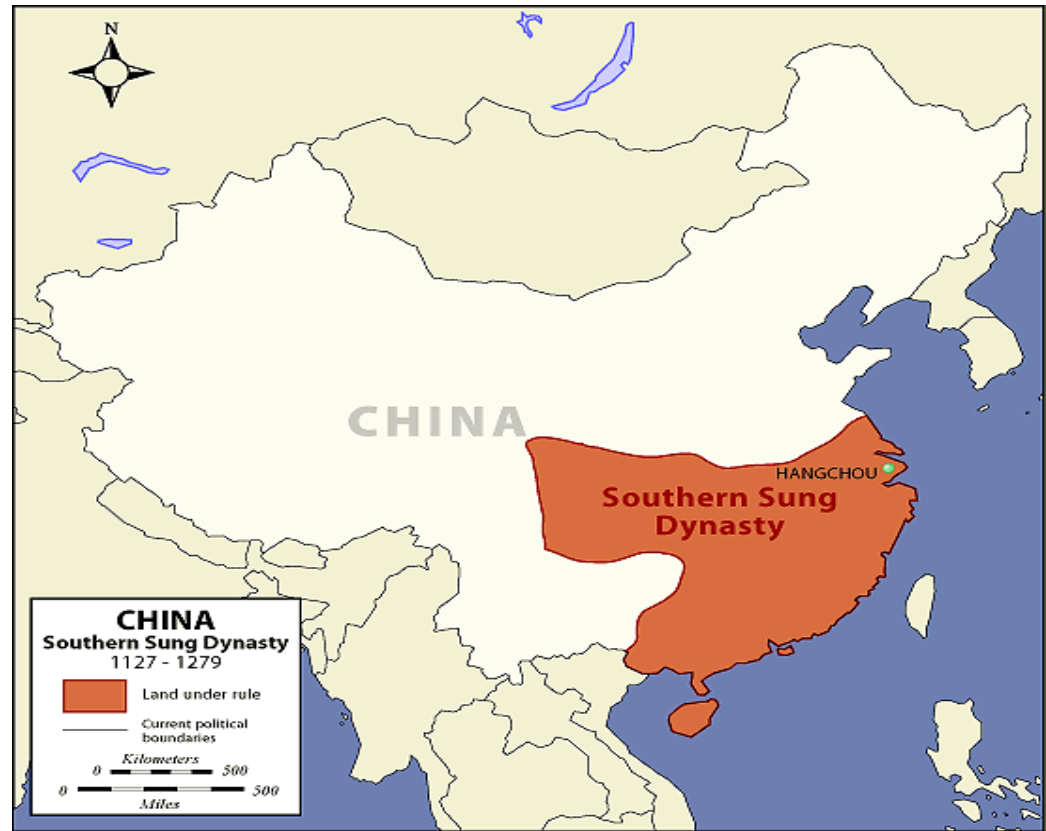 N
CHINA
HANGCHOU
Southern Sung
Dynasty
CHINA
Southern Sung Dynasty
1127 - 1279
Land under rule
Current political
boundaries
Kilometers
0 500
0 500
Miles